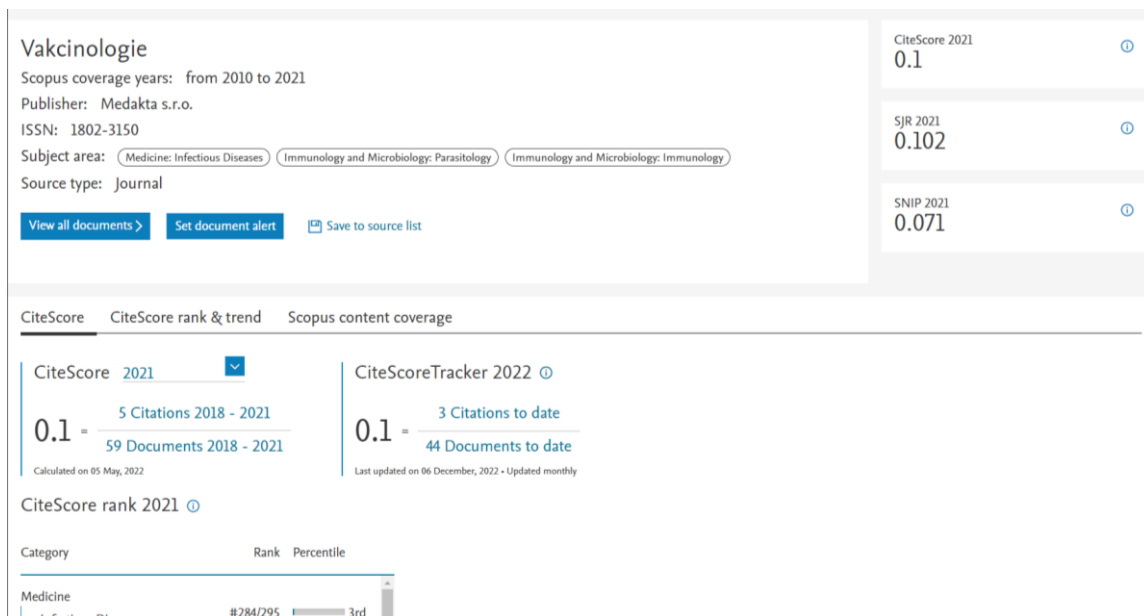 Vakcinologie
Scopus coverage years: from 2010 to 2021
Publisher: Medakta s.r.o.
ISSN: 1802-3150
Subject area: Medicine: Infectious Diseases Immunology and Microbiology: Parasitology Immunology and Microbiology: Immunology
Source type: Journal
View all documents > Set document alert Save to source list
CiteScore 2021
0.1
SJR 2021
0.102
SNIP 2021
0.071
CiteScore CiteScore rank & trend Scopus content coverage
CiteScore 2021
0.1 =
5 Citations 2018 - 2021
59 Documents 2018 - 2021
Calculated on 05 May, 2022
CiteScoreTracker 2022
0.1 =
3 Citations to date
44 Documents to date
Last updated on 06 December, 2022 • Updated monthly
CiteScore rank 2021
Category Rank Percentile
Medicine
#284/295 3rd